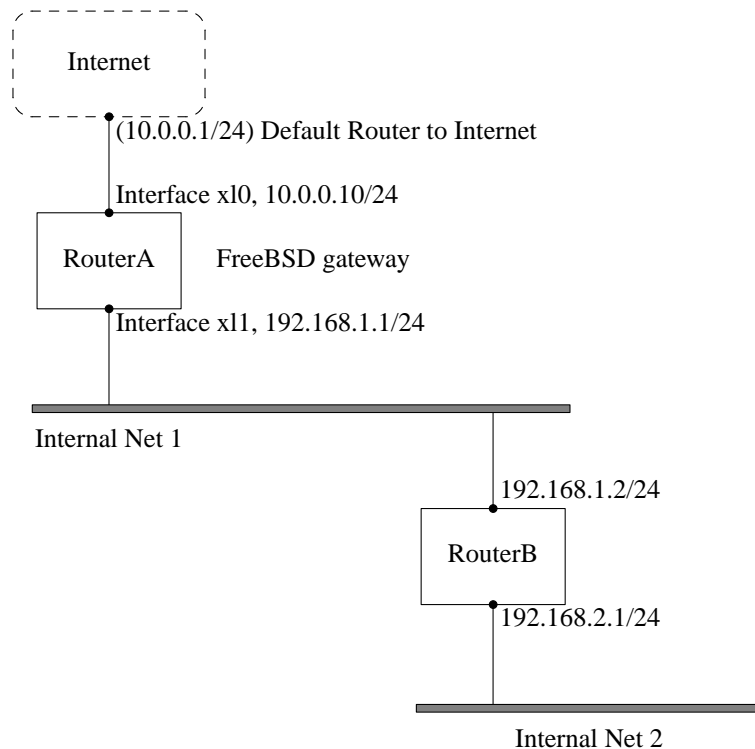 Internet
(10.0.0.1/24) Default Router to Internet
Interface xl0, 10.0.0.10/24
RouterA
FreeBSD gateway
Interface xl1, 192.168.1.1/24
Internal Net 1
192.168.1.2/24
RouterB
192.168.2.1/24
Internal Net 2